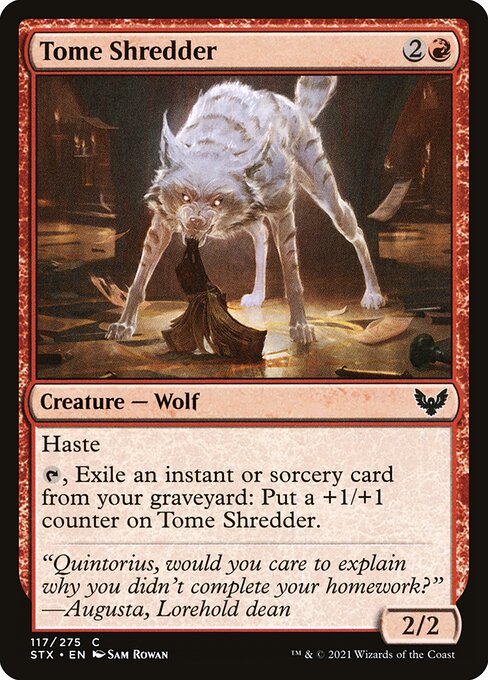 Tome Shredder 2
Creature — Wolf
Haste
, Exile an instant or sorcery card
from your graveyard: Put a +1/+1
counter on Tome Shredder.
“Quintorius, would you care to explain
why you didn’t complete your homework?”
—Augusta, Lorehold dean
2/2
117/275 C
STX • EN Sam Rowan
™ & © 2021 Wizards of the Coast